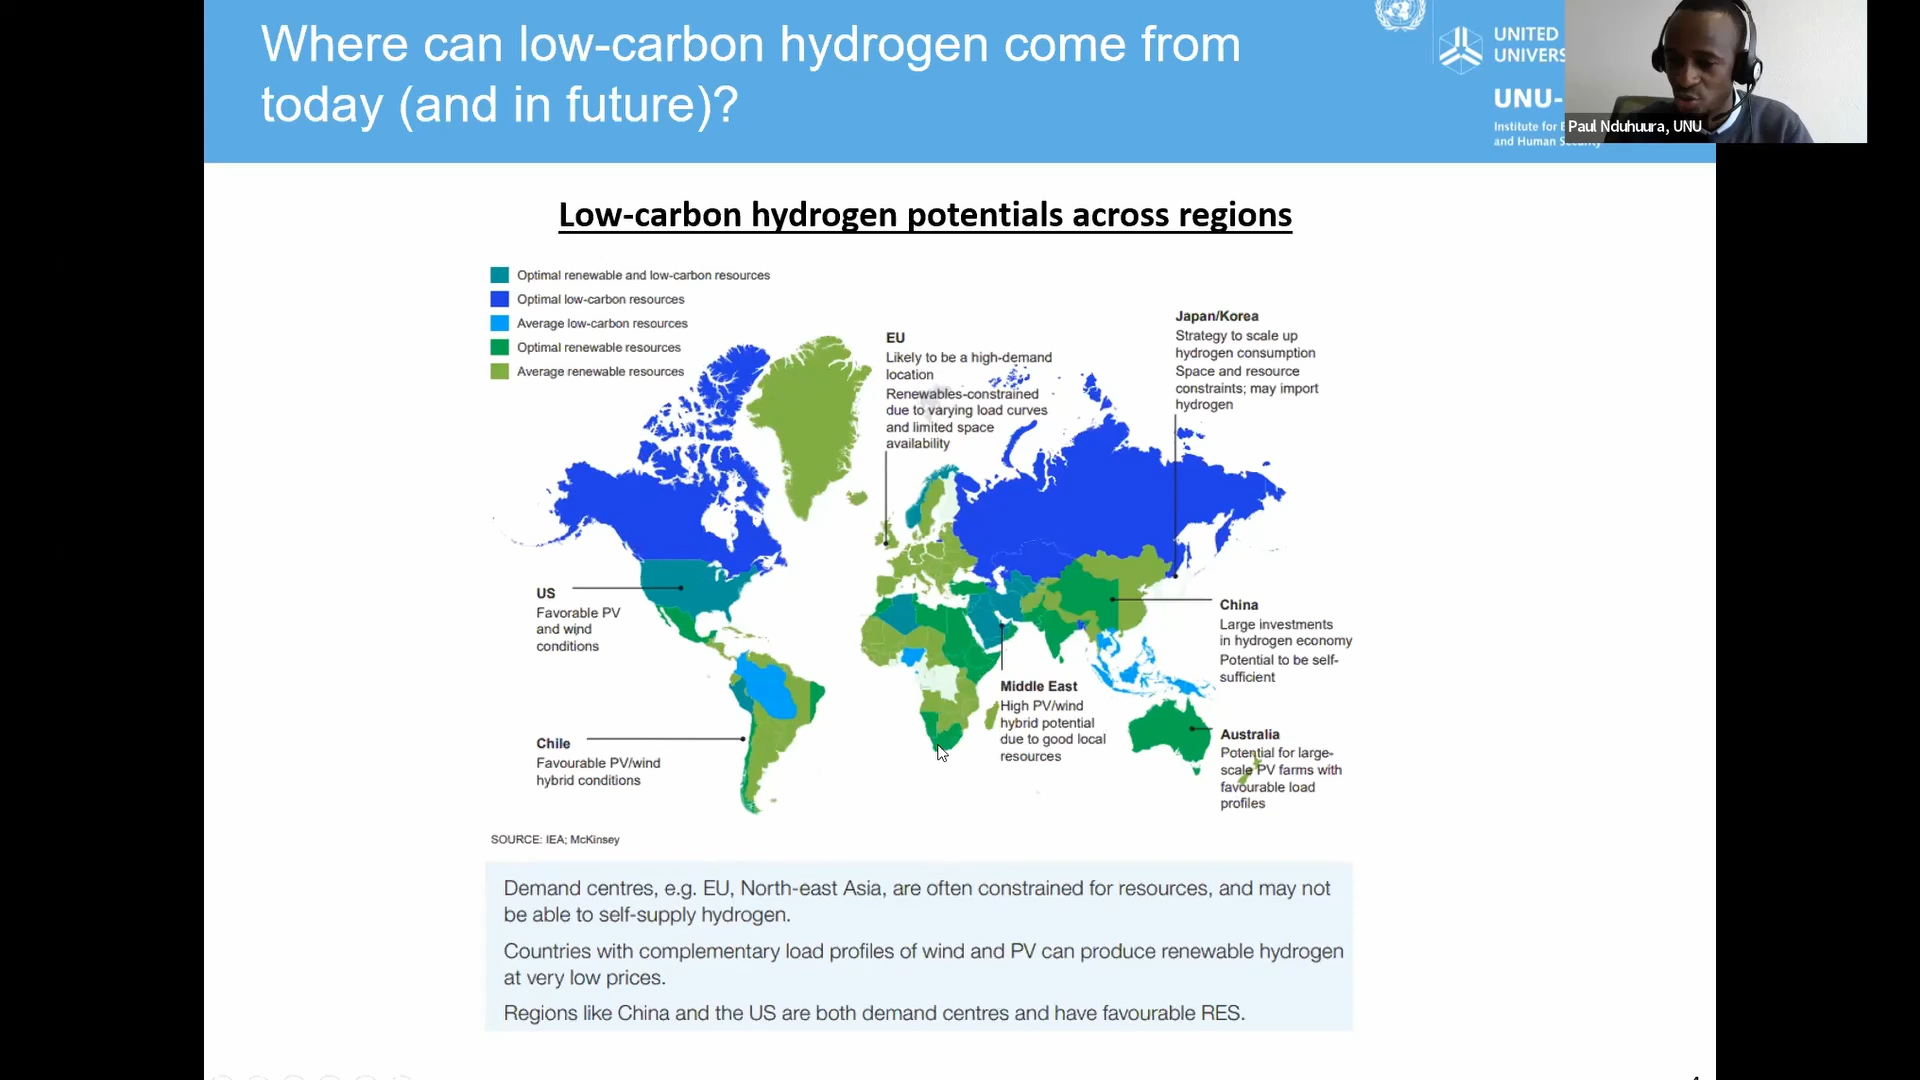 Where can low-carbon hydrogen come from
today (and in future)?
UNITED
UNU-
Institute for
and Human
Paul Nduhuura, UNU
Low-carbon hydrogen potentials across regions
Optimal renewable and low-carbon resources
Optimal low-carbon resources
Average low-carbon resources
Optimal renewable resources
Average renewable resources
EU
Likely to be a high-demand
location
Renewables-constrained
due to varying load curves
and limited space
availability
Japan/Korea
Strategy to scale up
hydrogen consumption
Space and resource
constraints; may import
hydrogen
US
Favorable PV
and wind
conditions
China
Large investments
in hydrogen economy
Potential to be self-
sufficient
Middle East
High PV/wind
hybrid potential
due to good local
resources
Chile
Favourable PV/wind
hybrid conditions
Australia
Potential for large-
scale PV farms with
favourable load
profiles
SOURCE: IEA; McKinsey
Demand centres, e.g. EU, North-east Asia, are often constrained for resources, and may not
be able to self-supply hydrogen.
Countries with complementary load profiles of wind and PV can produce renewable hydrogen
at very low prices.
Regions like China and the US are both demand centres and have favourable RES.